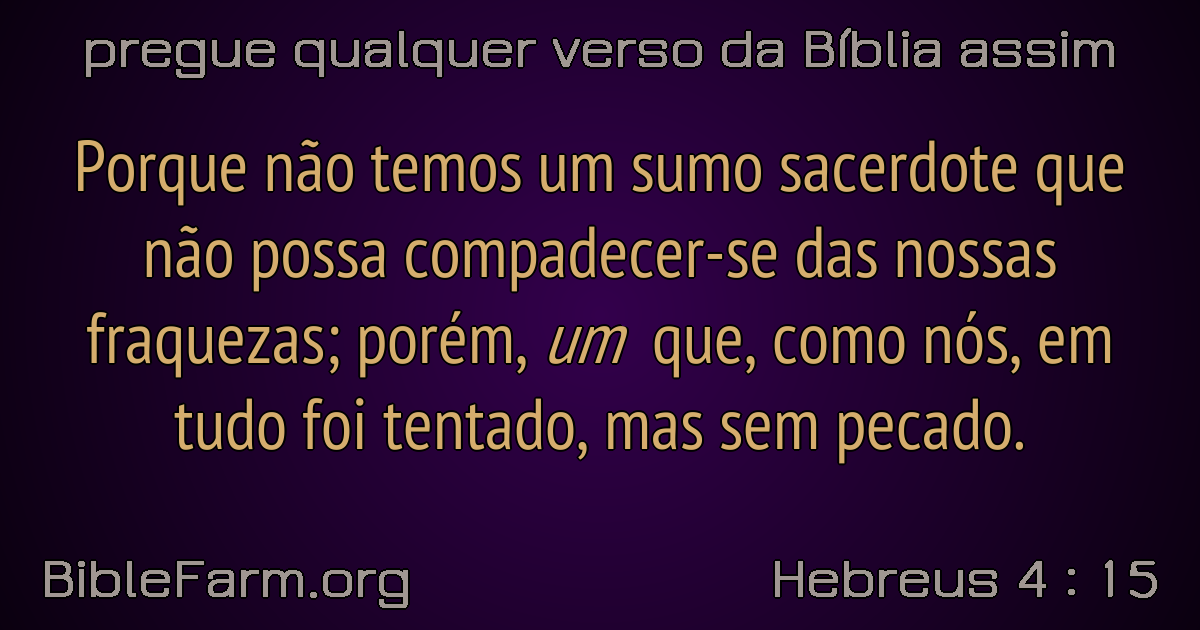 pregue qualquer verso da Bíblia assim
Porque não temos um sumo sacerdote que
não possa compadecer-se das nossas
fraquezas; porém, um que, como nós, em
tudo foi tentado, mas sem pecado.
BibleFarm.org
Hebreus 4 : 15